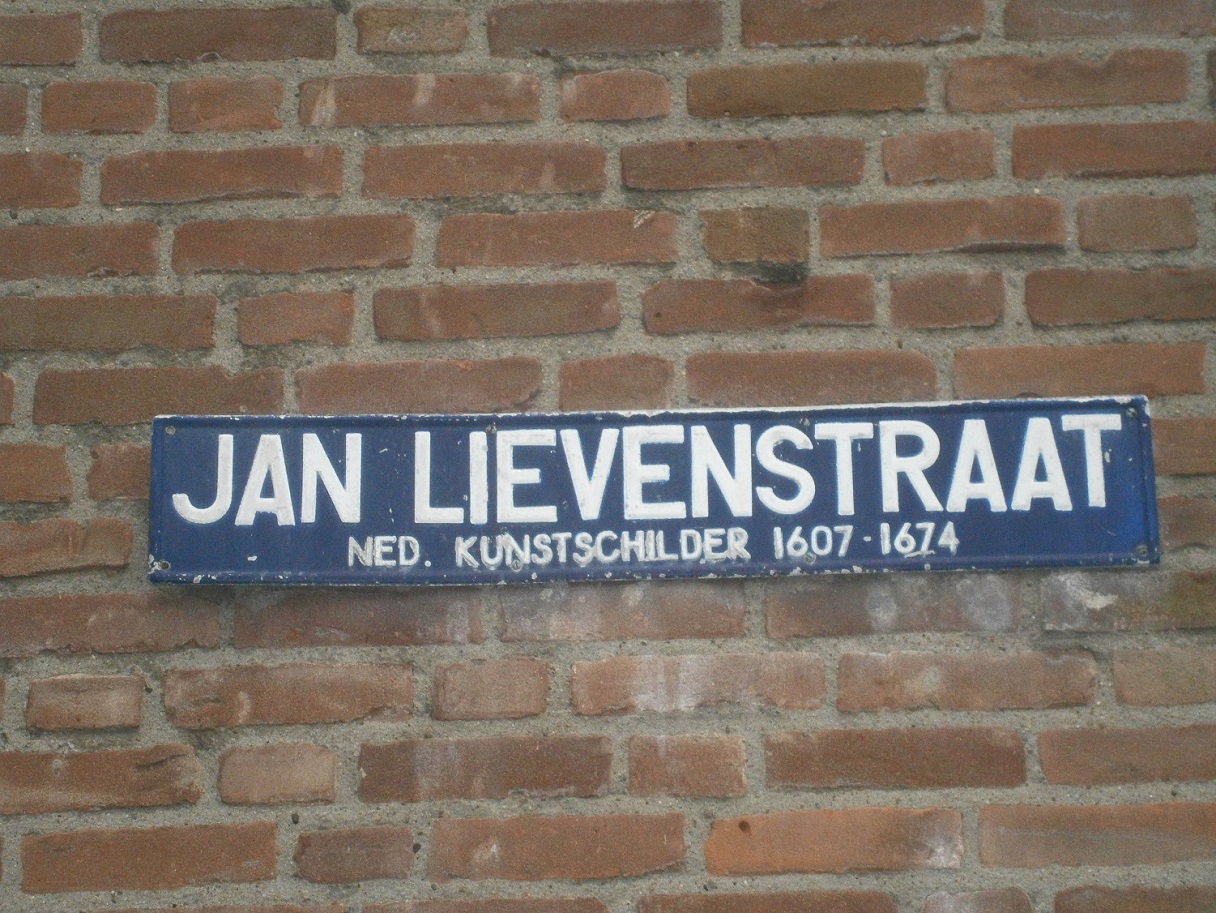 JAN LIEVENSTRAAT
NED. KUNSTSCHILDER 1607-1674